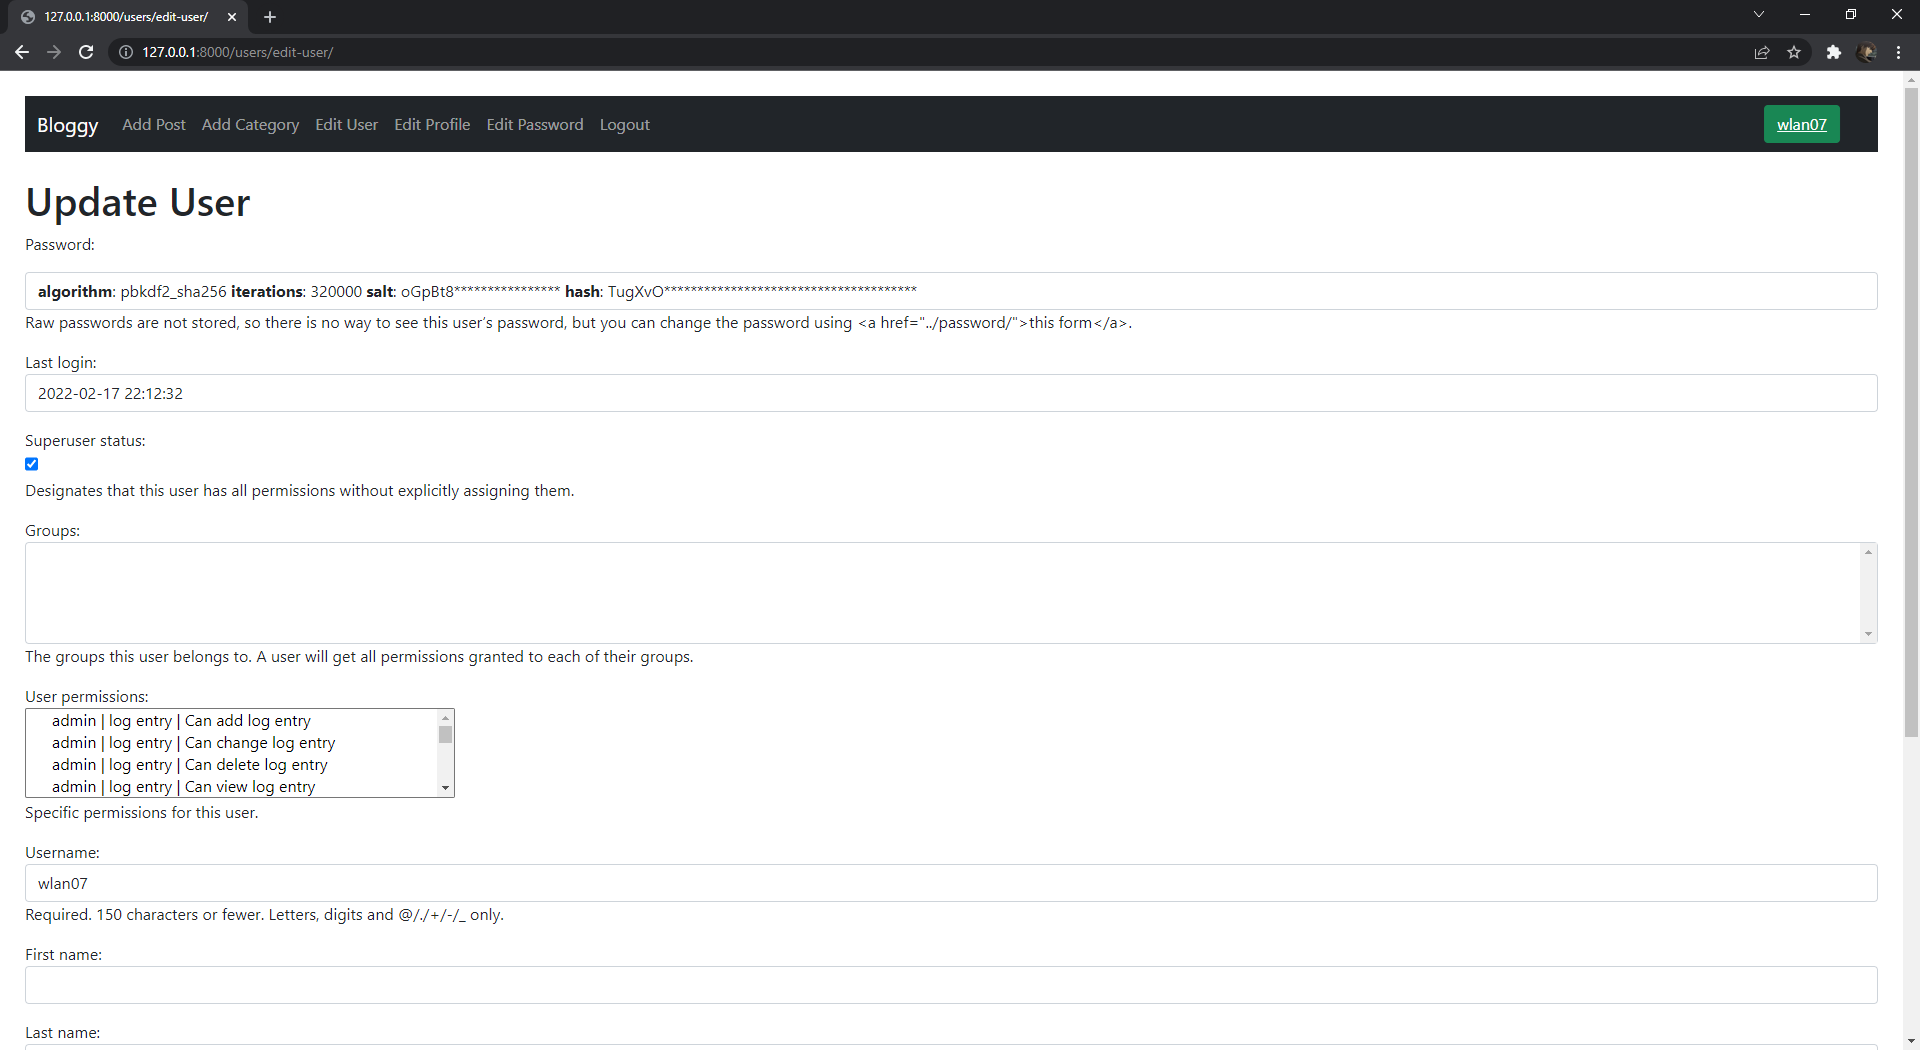 127.0.0.1:8000/users/edit-user/
127.0.0.1:8000/users/edit-user/
Bloggy Add Post Add Category Edit User Edit Profile Edit Password Logout wlan07
Update User
Password:
algorithm: pbkdf2_sha256 iterations: 320000 salt: oGpBt8**************** hash: TugXvO**************************************
Raw passwords are not stored, so there is no way to see this user’s password, but you can change the password using <a href="../password/">this form</a>.
Last login:
2022-02-17 22:12:32
Superuser status:
Designates that this user has all permissions without explicitly assigning them.
Groups:
The groups this user belongs to. A user will get all permissions granted to each of their groups.
User permissions:
admin | log entry | Can add log entry
admin | log entry | Can change log entry
admin | log entry | Can delete log entry
admin | log entry | Can view log entry
Specific permissions for this user.
Username:
wlan07
Required. 150 characters or fewer. Letters, digits and @/./+/-/_ only.
First name:
Last name: